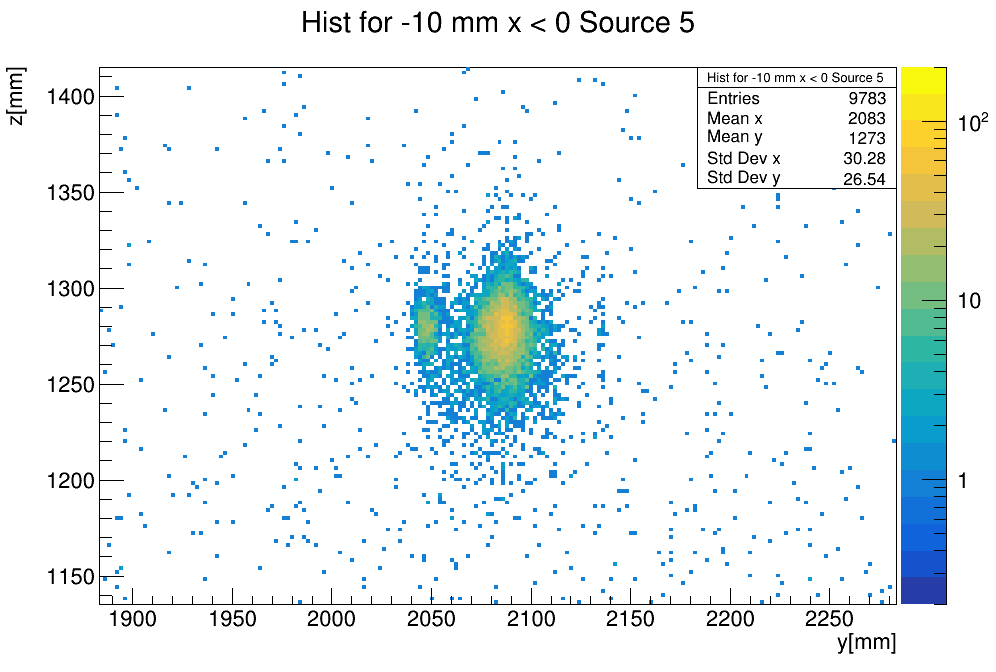 Hist for -10 mm x < 0 Source 5
z[mm]
Hist for -10 mm x < 0 Source 5
Entries 9783
Mean x 2083
Mean y 1273
Std Dev x 30.28
Std Dev y 26.54
1400
1350
1300
1250
1200
1150
10²
10
1
1900 1950 2000 2050 2100 2150 2200 2250
y[mm]